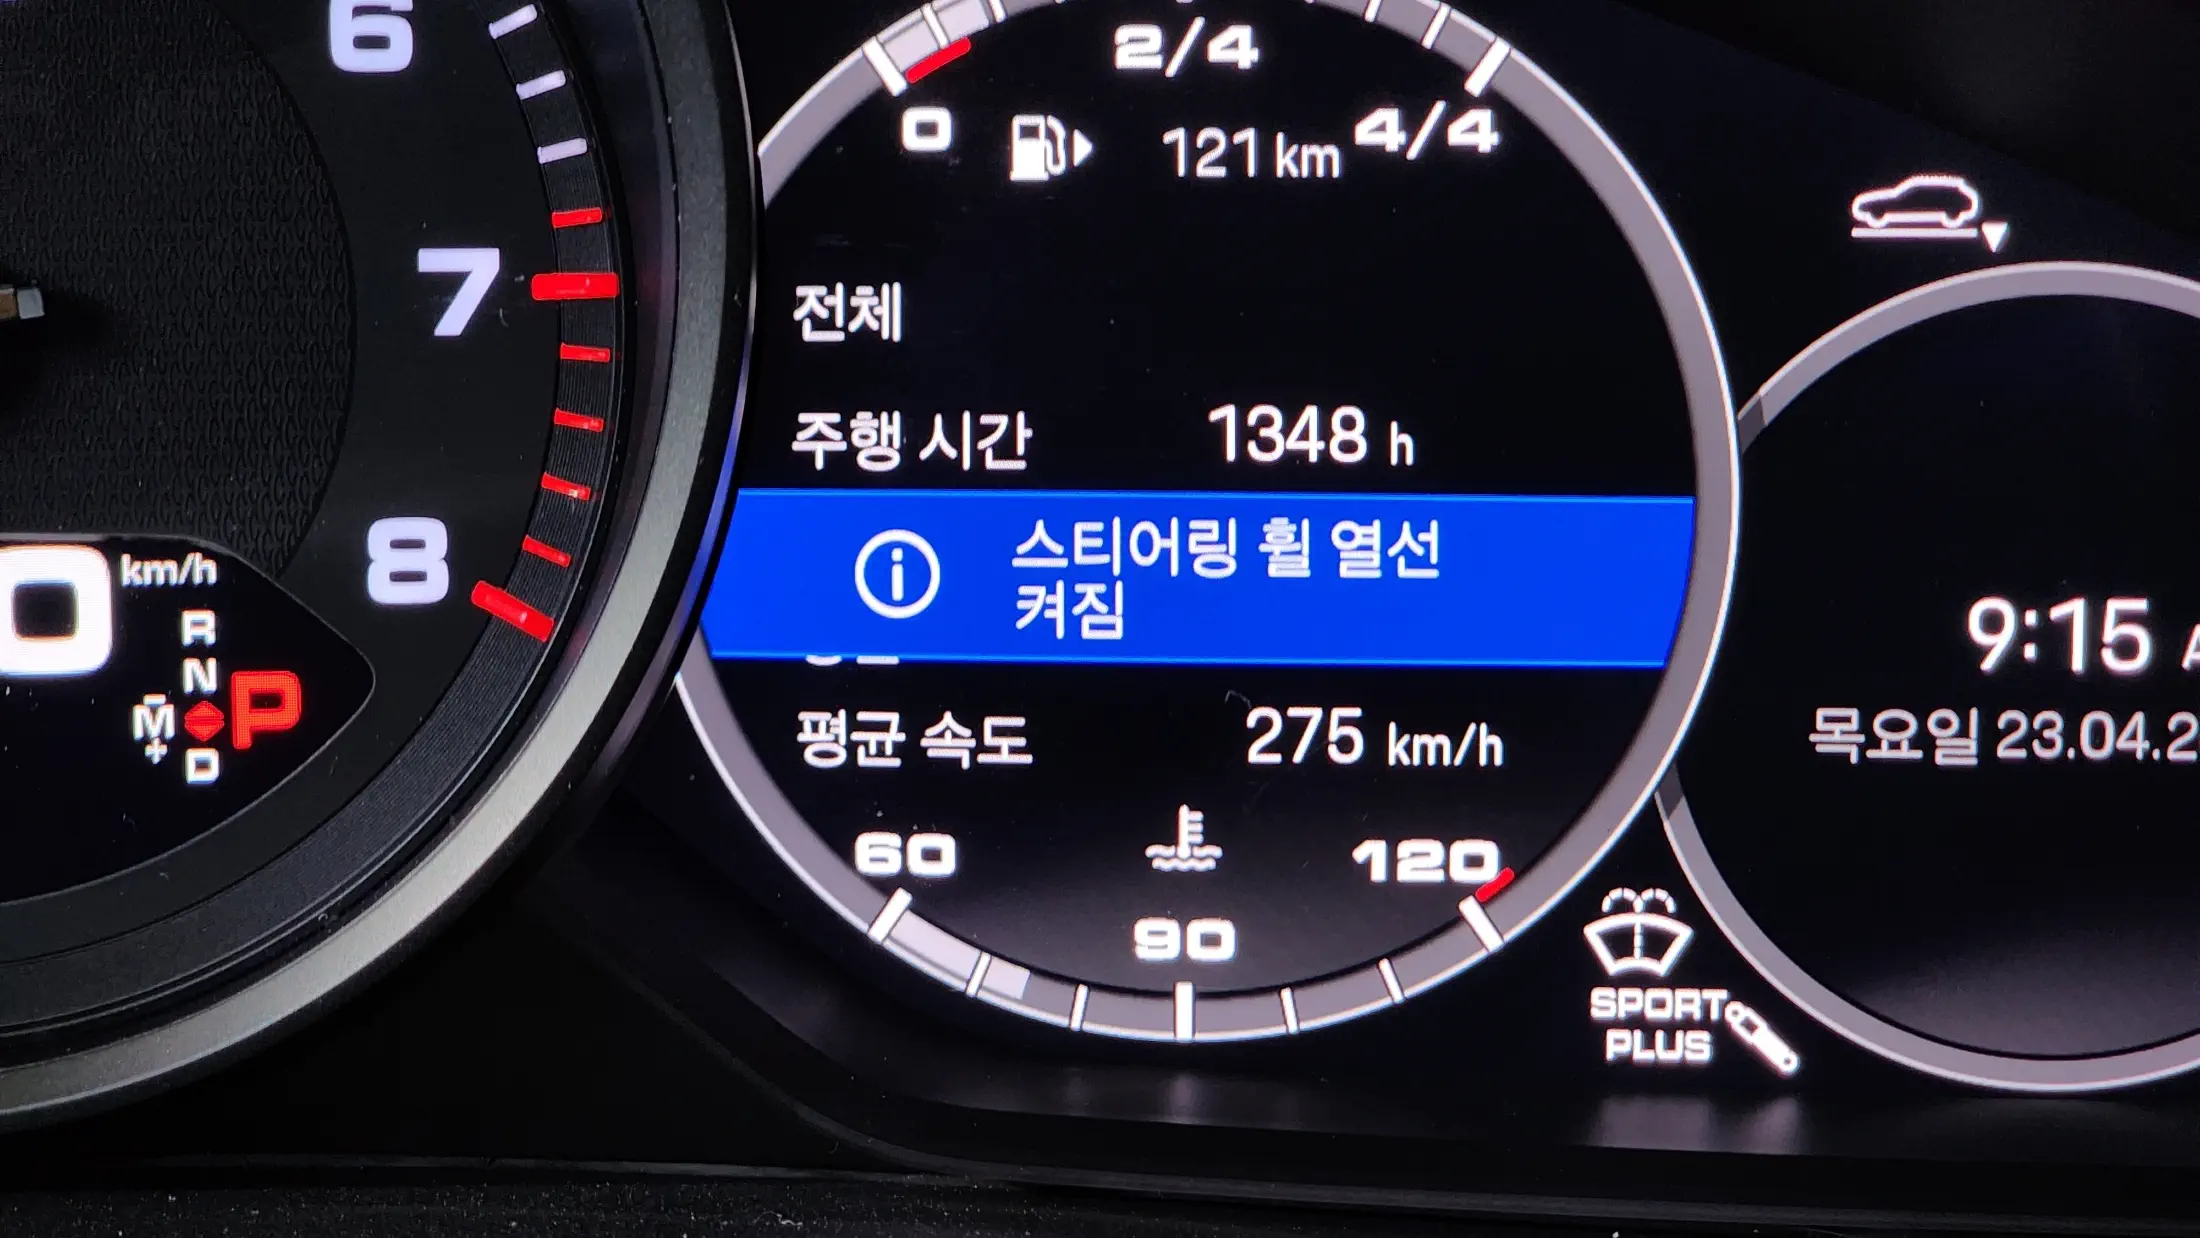 6
7
8
0 km/h
R
N
M
P
D
2/4
0
121 km
4/4
전체
주행 시간 1348 h
스티어링 휠 열선
켜짐
평균 속도 275 km/h
60
120
90
9:15
목요일 23.04.2
SPORT
PLUS